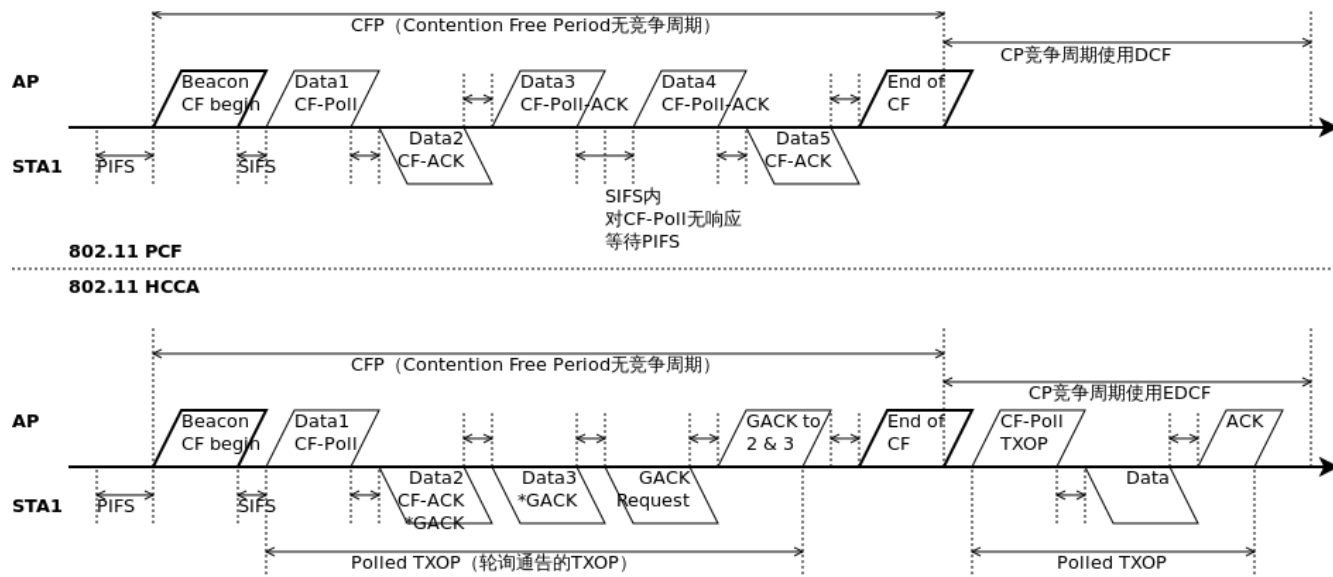 CFP（Contention Free Period无竞争周期）
CP竞争周期使用DCF
AP
Beacon
CF begin
Data1
CF-Poll
Data3
CF-Poll-ACK
Data4
CF-Poll-ACK
End of
CF
STA1
PIFS
SIFS
Data2
CF-ACK
Data5
CF-ACK
SIFS内
对CF-Poll无响应
等待PIFS
802.11 PCF
802.11 HCCA
CFP（Contention Free Period无竞争周期）
CP竞争周期使用EDCF
AP
Beacon
CF begin
Data1
CF-Poll
GACK to
2 & 3
End of
CF
CF-Poll
TXOP
ACK
STA1
PIFS
SIFS
Data2
CF-ACK
*GACK
Data3
*GACK
GACK
Request
Data
Polled TXOP（轮询通告的TXOP）
Polled TXOP